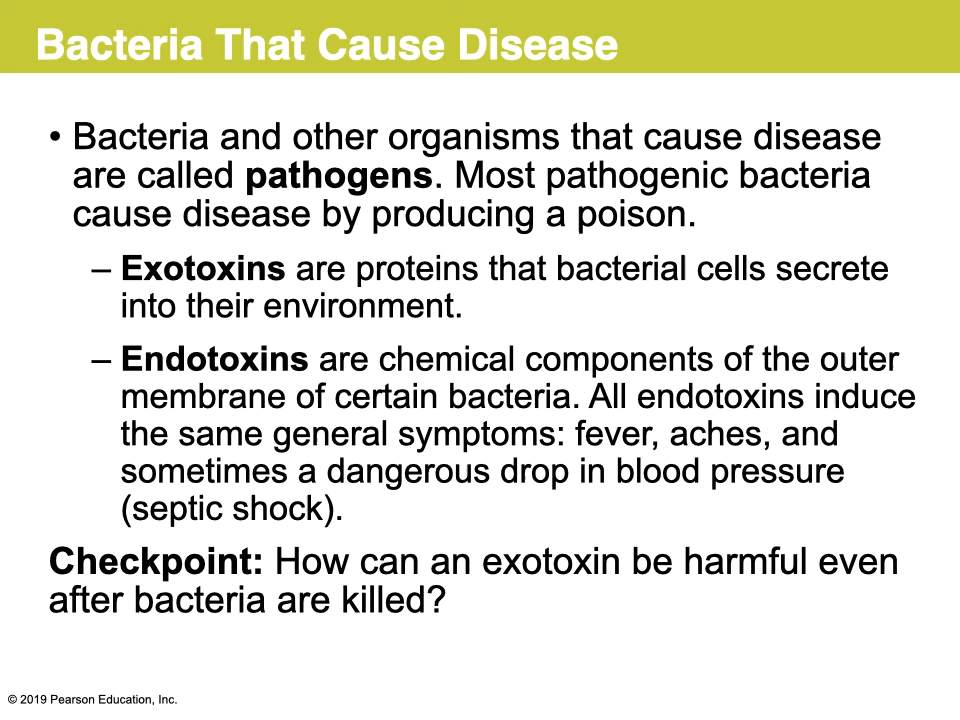 Bacteria That Cause Disease
• Bacteria and other organisms that cause disease
are called pathogens. Most pathogenic bacteria
cause disease by producing a poison.
– Exotoxins are proteins that bacterial cells secrete
into their environment.
– Endotoxins are chemical components of the outer
membrane of certain bacteria. All endotoxins induce
the same general symptoms: fever, aches, and
sometimes a dangerous drop in blood pressure
(septic shock).
Checkpoint: How can an exotoxin be harmful even
after bacteria are killed?
© 2019 Pearson Education, Inc.